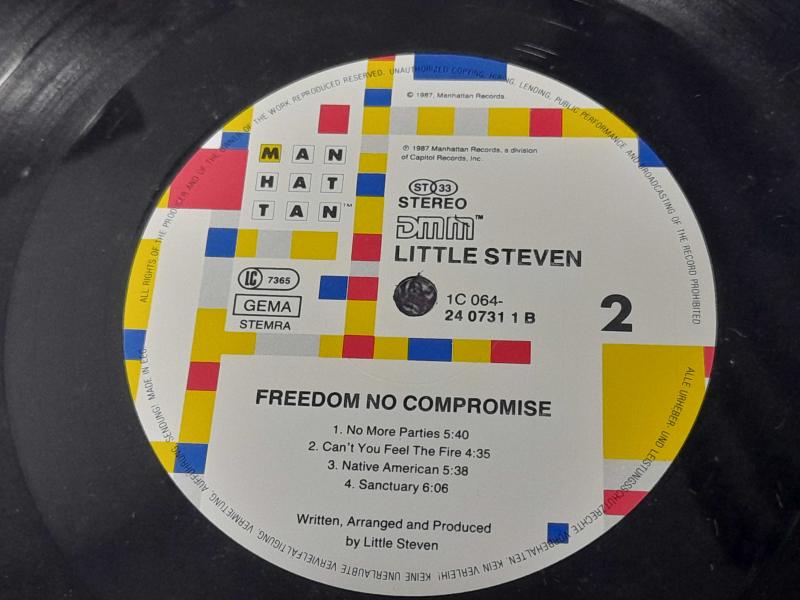 ALL RIGHTS OF THE PRODUCER AND OF THE OWNER OF THE WORK REPRODUCED RESERVED. UNAUTHORIZED COPYING, HIRING, LENDING, PUBLIC PERFORMANCE AND BROADCASTING OF THE RECORD PROHIBITED
© 1987, Manhattan Records.
℗ 1987 Manhattan Records, a division
of Capitol Records, Inc.
MAN
HAT
TAN™
ST 33
STEREO
DMM™
LITTLE STEVEN
LC 7365
GEMA
STEMRA
1C 064-
24 0731 1 B
2
FREEDOM NO COMPROMISE
1. No More Parties 5:40
2. Can't You Feel The Fire 4:35
3. Native American 5:38
4. Sanctuary 6:06
Written, Arranged and Produced
by Little Steven
ALLE URHEBER- UND LEISTUNGSSCHUTZRECHTE VORBEHALTEN. KEIN VERLEIH! KEINE UNERLAUBTE VERVIELFÄLTIGUNG, VERMIETUNG, AUFFÜHRUNG, SENDUNG! MADE IN EEC